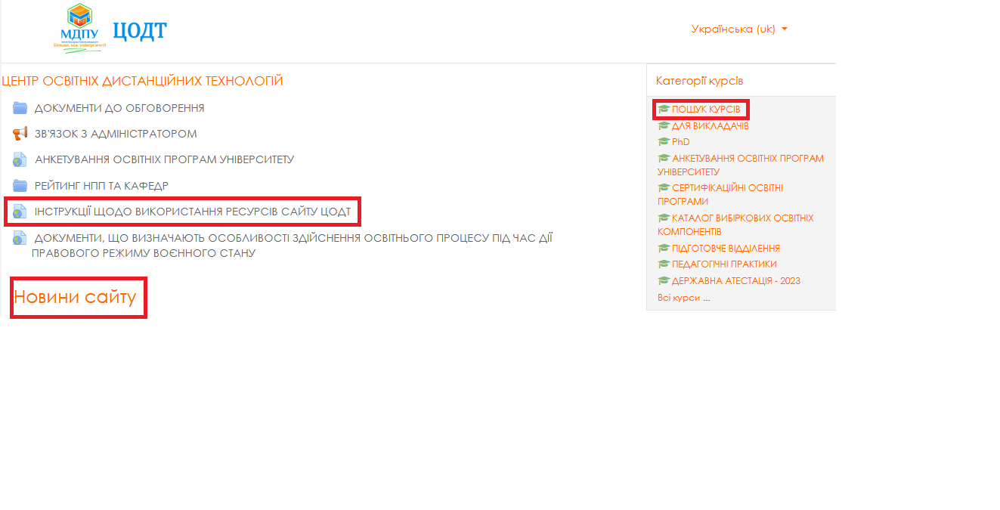 МДПУ
ЦОДТ
Більше, ніж університет!
Українська (uk)
ЦЕНТР ОСВІТНІХ ДИСТАНЦІЙНИХ ТЕХНОЛОГІЙ
ДОКУМЕНТИ ДО ОБГОВОРЕННЯ
ЗВ'ЯЗОК З АДМІНІСТРАТОРОМ
АНКЕТУВАННЯ ОСВІТНІХ ПРОГРАМ УНІВЕРСИТЕТУ
РЕЙТИНГ НПП ТА КАФЕДР
ІНСТРУКЦІЇ ЩОДО ВИКОРИСТАННЯ РЕСУРСІВ САЙТУ ЦОДТ
ДОКУМЕНТИ, ЩО ВИЗНАЧАЮТЬ ОСОБЛИВОСТІ ЗДІЙСНЕННЯ ОСВІТНЬОГО ПРОЦЕСУ ПІД ЧАС ДІЇ
ПРАВОВОГО РЕЖИМУ ВОЄННОГО СТАНУ
Новини сайту
Категорії курсів
ПОШУК КУРСІВ
ДЛЯ ВИКЛАДАЧІВ
PhD
АНКЕТУВАННЯ ОСВІТНІХ ПРОГРАМ
УНІВЕРСИТЕТУ
СЕРТИФІКАЦІЙНІ ОСВІТНІ
ПРОГРАМИ
КАТАЛОГ ВИБІРКОВИХ ОСВІТНІХ
КОМПОНЕНТІВ
ПІДГОТОВЧЕ ВІДДІЛЕННЯ
ПЕДАГОГІЧНІ ПРАКТИКИ
ДЕРЖАВНА АТЕСТАЦІЯ - 2023
Всі курси ...